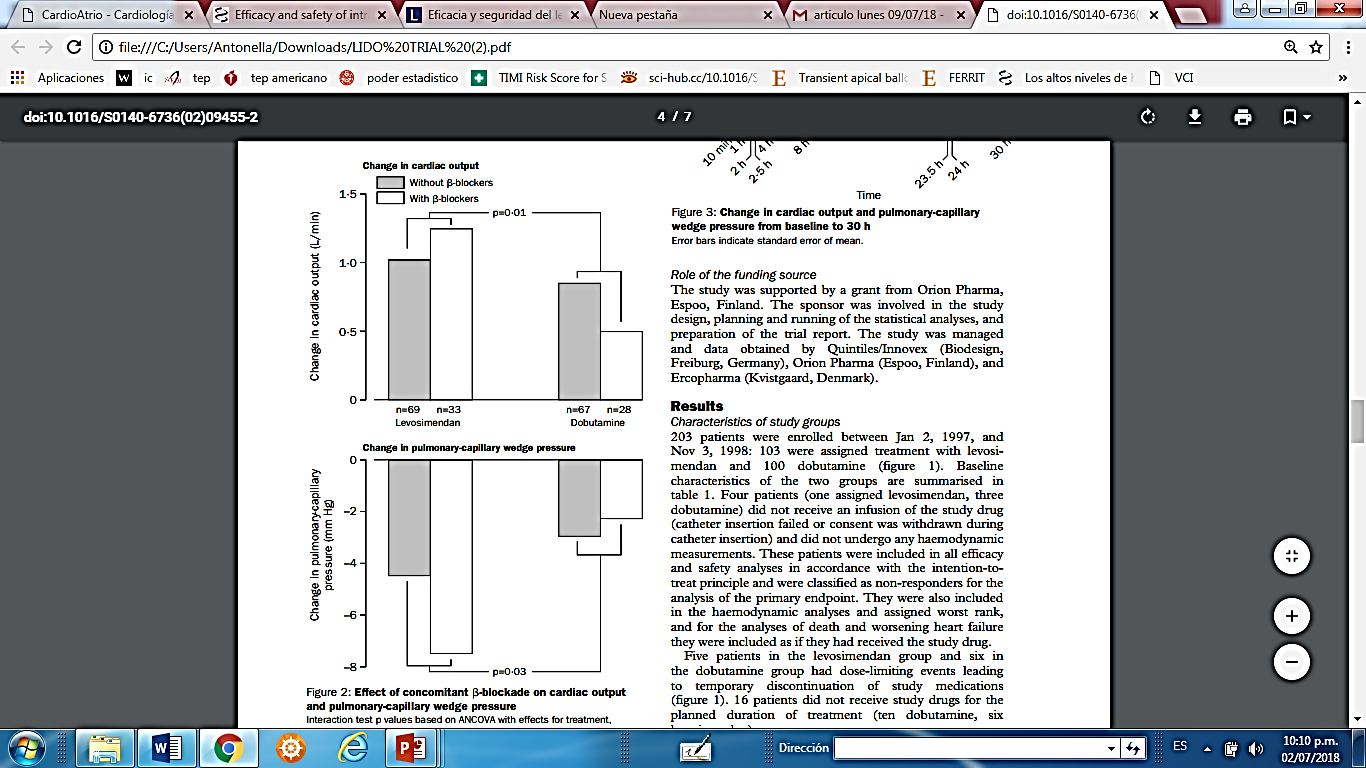 CardioAtrio - Cardiología
Efficacy and safety of intr
Eficacia y seguridad del le
Nueva pestaña
articulo lunes 09/07/18 -
doi:10.1016/S0140-6736(
file:///C:/Users/Antonella/Downloads/LIDO%20TRIAL%20(2).pdf
Aplicaciones
W ic
tep
tep americano
poder estadistico
TIMI Risk Score for S
sci-hub.cc/10.1016/S
E Transient apical ball
E FERRIT
Los altos niveles de
VCI
»
doi:10.1016/S0140-6736(02)09455-2
4 / 7
Change in cardiac output
Without β-blockers
With β-blockers
Change in cardiac output (L/min)
1·5
1·0
0·5
0
p=0·01
n=69 n=33
Levosimendan
n=67 n=28
Dobutamine
Change in pulmonary-capillary wedge pressure
Change in pulmonary-capillary
pressure (mm Hg)
0
–2
–4
–6
–8
p=0·03
Figure 2: Effect of concomitant β-blockade on cardiac output
and pulmonary-capillary wedge pressure
Interaction test p values based on ANCOVA with effects for treatment,
10 min
1 h
2 h
4 h
2·5 h
8 h
23.5 h
24 h
30 h
Time
Figure 3: Change in cardiac output and pulmonary-capillary
wedge pressure from baseline to 30 h
Error bars indicate standard error of mean.
Role of the funding source
The study was supported by a grant from Orion Pharma,
Espoo, Finland. The sponsor was involved in the study
design, planning and running of the statistical analyses, and
preparation of the trial report. The study was managed
and data obtained by Quintiles/Innovex (Biodesign,
Freiburg, Germany), Orion Pharma (Espoo, Finland), and
Ercopharma (Kvistgaard, Denmark).
Results
Characteristics of study groups
203 patients were enrolled between Jan 2, 1997, and
Nov 3, 1998: 103 were assigned treatment with levosi-
mendan and 100 dobutamine (figure 1). Baseline
characteristics of the two groups are summarised in
table 1. Four patients (one assigned levosimendan, three
dobutamine) did not receive an infusion of the study drug
(catheter insertion failed or consent was withdrawn during
catheter insertion) and did not undergo any haemodynamic
measurements. These patients were included in all efficacy
and safety analyses in accordance with the intention-to-
treat principle and were classified as non-responders for the
analysis of the primary endpoint. They were also included
in the haemodynamic analyses and assigned worst rank,
and for the analyses of death and worsening heart failure
they were included as if they had received the study drug.
Five patients in the levosimendan group and six in
the dobutamine group had dose-limiting events leading
to temporary discontinuation of study medications
(figure 1). 16 patients did not receive study drugs for the
planned duration of treatment (ten dobutamine, six
Dirección
ES
10:10 p.m.
02/07/2018